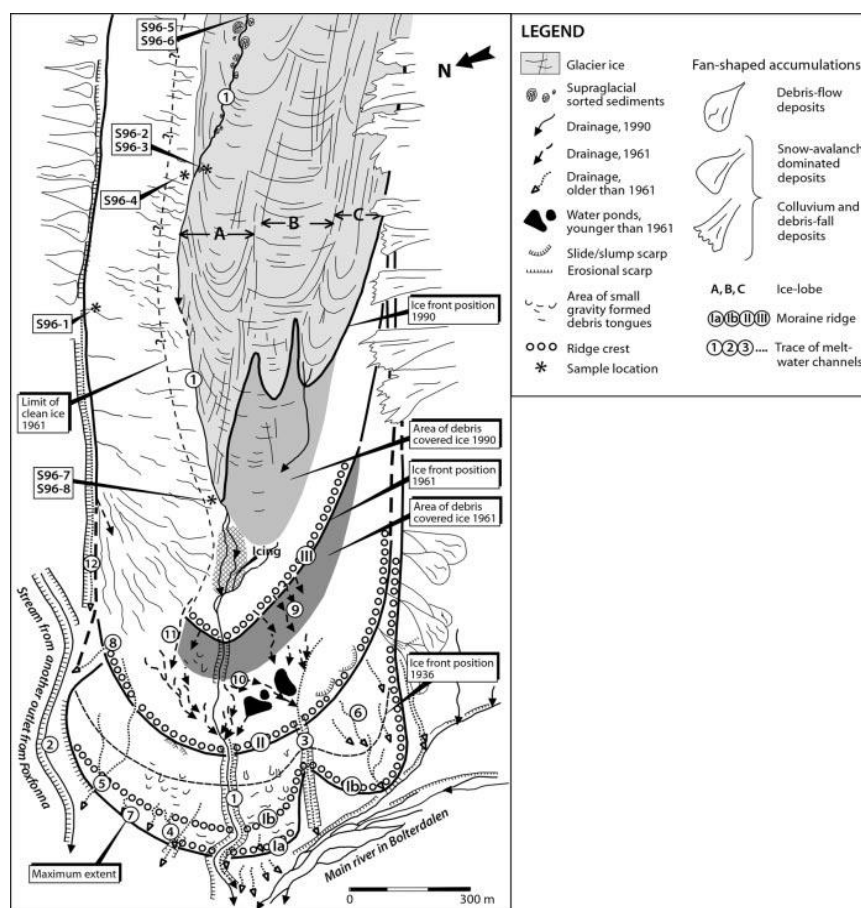 S96-5
S96-6
N
1
S96-2
S96-3
S96-4
A
B
C
Ice front position
1990
S96-1
1
Limit of
clean ice
1961
Area of debris
covered ice 1990
Ice front position
1961
S96-7
S96-8
Area of debris
covered ice 1961
Icing
III
12
9
11
8
10
Ice front position
1936
Stream from another outlet from Foxfonna
6
2
II
3
5
1
Ib
7
4
Ib
Ia
Maximum extent
Main river in Bolterdalen
0 300 m
LEGEND
Glacier ice
Supraglacial
sorted sediments
Drainage, 1990
Drainage, 1961
Drainage,
older than 1961
Water ponds,
younger than 1961
Slide/slump scarp
Erosional scarp
Area of small
gravity formed
debris tongues
Ridge crest
Sample location
Fan-shaped accumulations
Debris-flow
deposits
Snow-avalanch
dominated
deposits
Colluvium and
debris-fall
deposits
A, B, C Ice-lobe
Ia Ib II III Moraine ridge
1 2 3 .... Trace of melt-
water channels